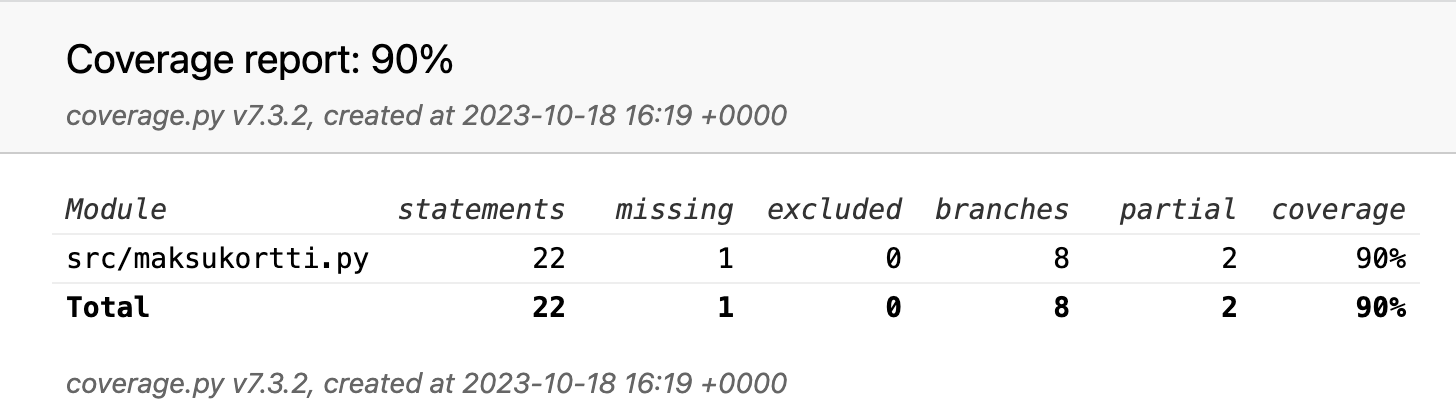 Coverage report: 90%
coverage.py v7.3.2, created at 2023-10-18 16:19 +0000
Module statements missing excluded branches partial coverage
src/maksukortti.py 22 1 0 8 2 90%
Total 22 1 0 8 2 90%
coverage.py v7.3.2, created at 2023-10-18 16:19 +0000